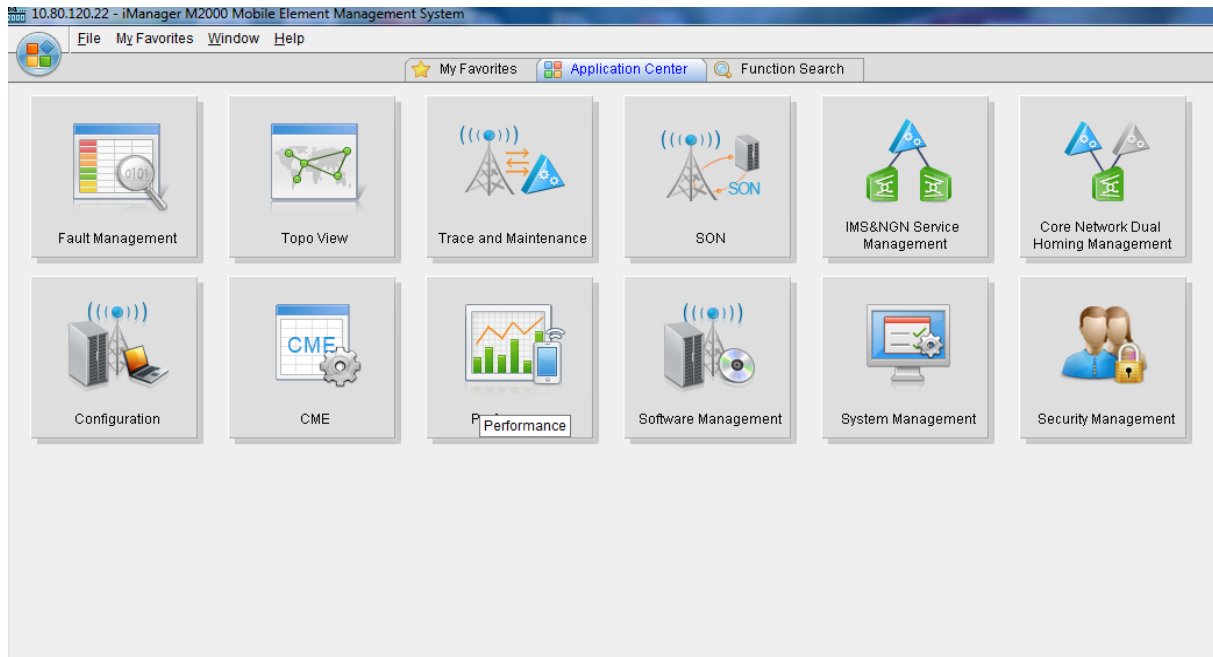 10.80.120.22 - iManager M2000 Mobile Element Management System
File My Favorites Window Help
My Favorites Application Center Function Search
0101
SON
Fault Management
Topo View
Trace and Maintenance
SON
IMS&NGN Service
Management
Core Network Dual
Homing Management
CME
Configuration
CME
Performance
Software Management
System Management
Security Management